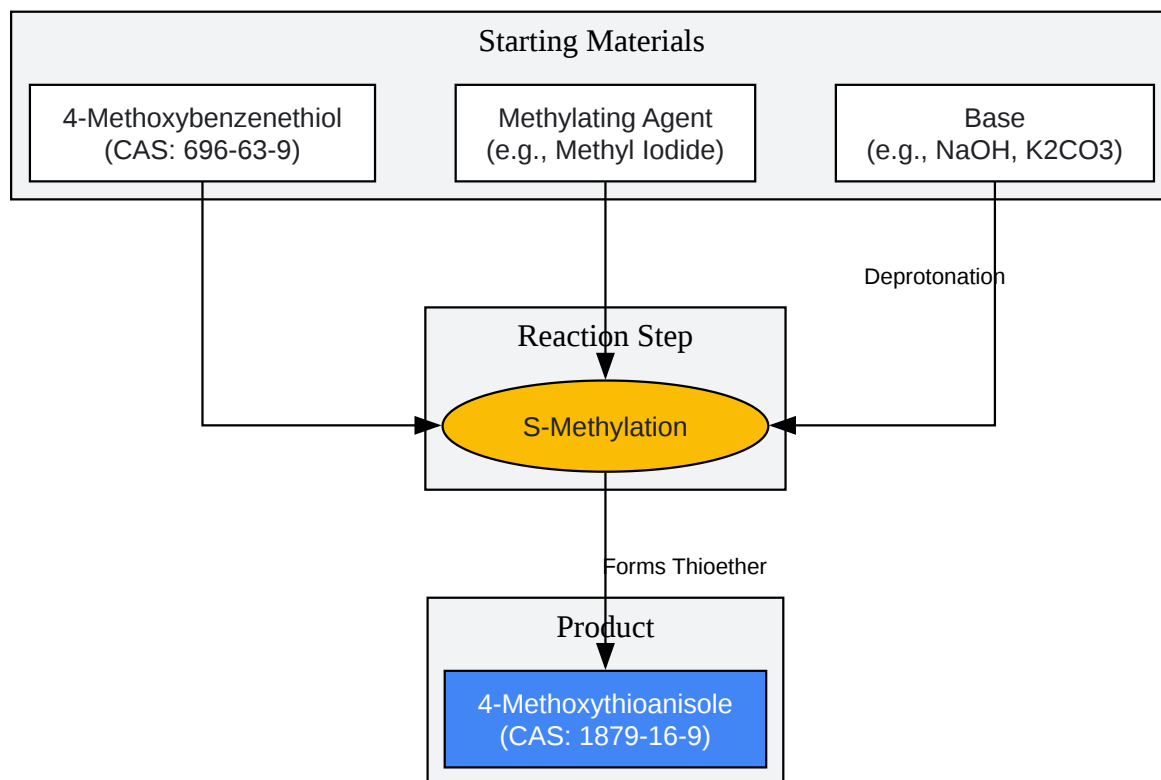 Starting Materials
4-Methoxybenzenethiol
(CAS: 696-63-9)
Methylating Agent
(e.g., Methyl Iodide)
Base
(e.g., NaOH, K2CO3)
Deprotonation
Reaction Step
S-Methylation
Forms Thioether
Product
4-Methoxythioanisole
(CAS: 1879-16-9)